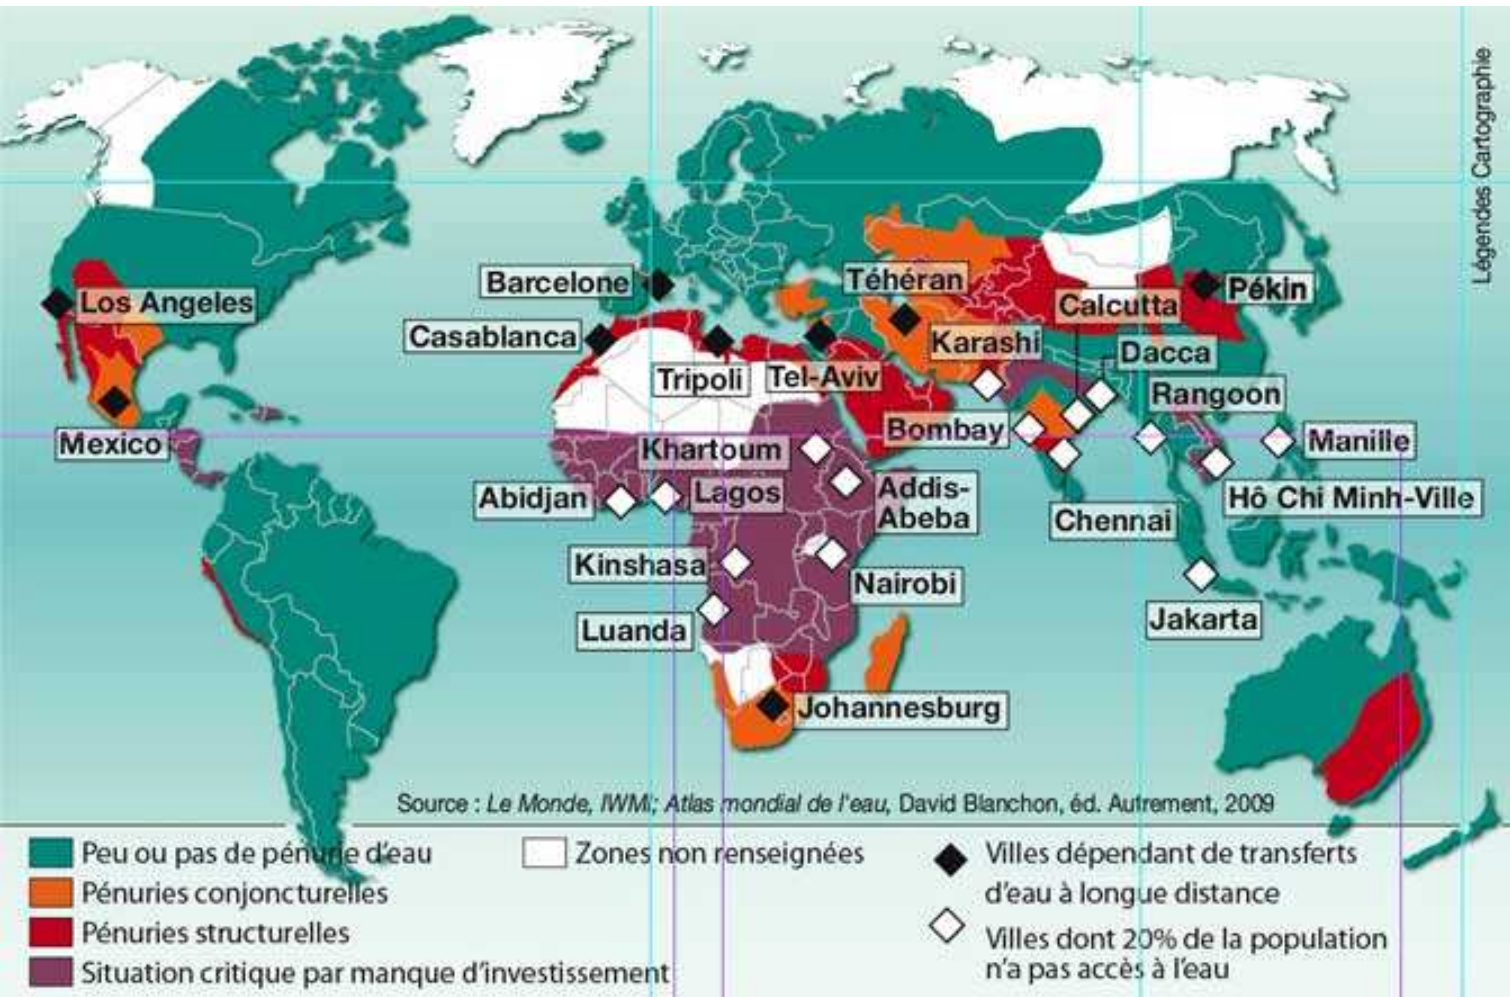 Légendes Cartographie
Barcelone
Téhéran
Los Angeles
Calcutta
Pékin
Casablanca
Karashi
Dacca
Tripoli
Tel-Aviv
Rangoon
Mexico
Khartoum
Bombay
Manille
Abidjan
Lagos
Addis-
Abeba
Chennai
Hô Chi Minh-Ville
Kinshasa
Nairobi
Luanda
Jakarta
Johannesburg
Source : Le Monde, IWMI; Atlas mondial de l'eau, David Blanchon, éd. Autrement, 2009
Peu ou pas de pénurie d'eau
Pénuries conjoncturelles
Pénuries structurelles
Situation critique par manque d'investissement
Zones non renseignées
Villes dépendant de transferts
d'eau à longue distance
Villes dont 20% de la population
n'a pas accès à l'eau